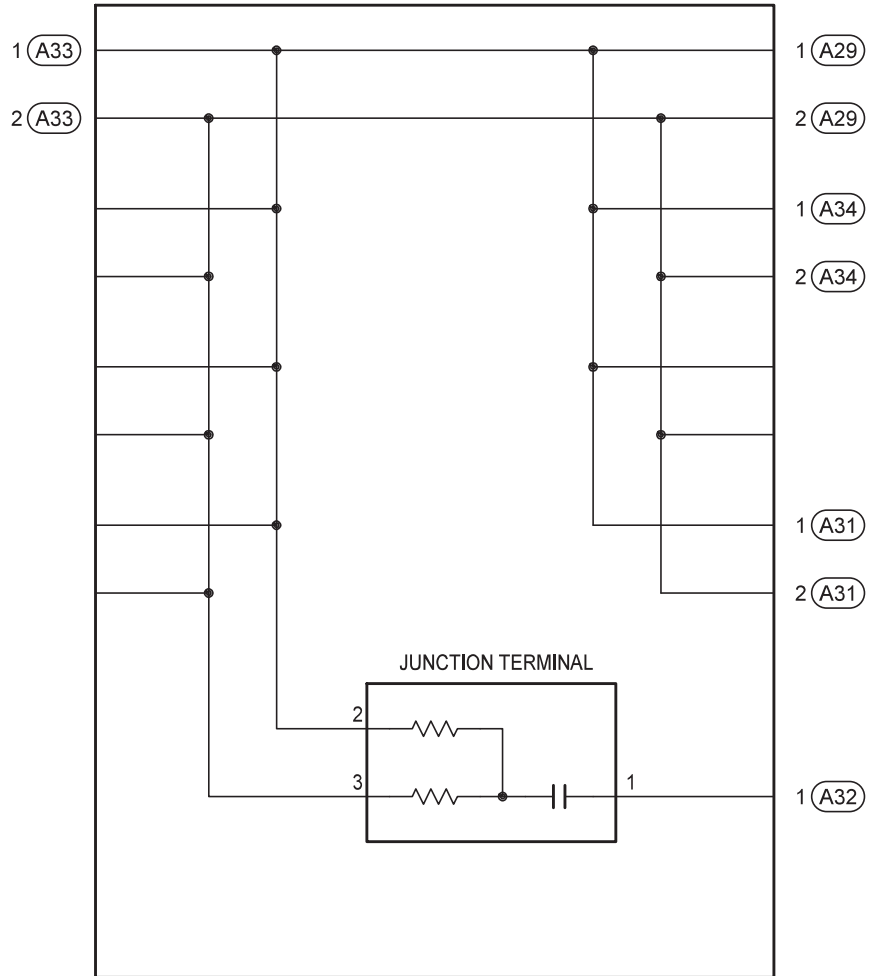 1 A33
1 A29
2 A33
2 A29
1 A34
2 A34
1 A31
2 A31
JUNCTION TERMINAL
2
3
1
1 A32